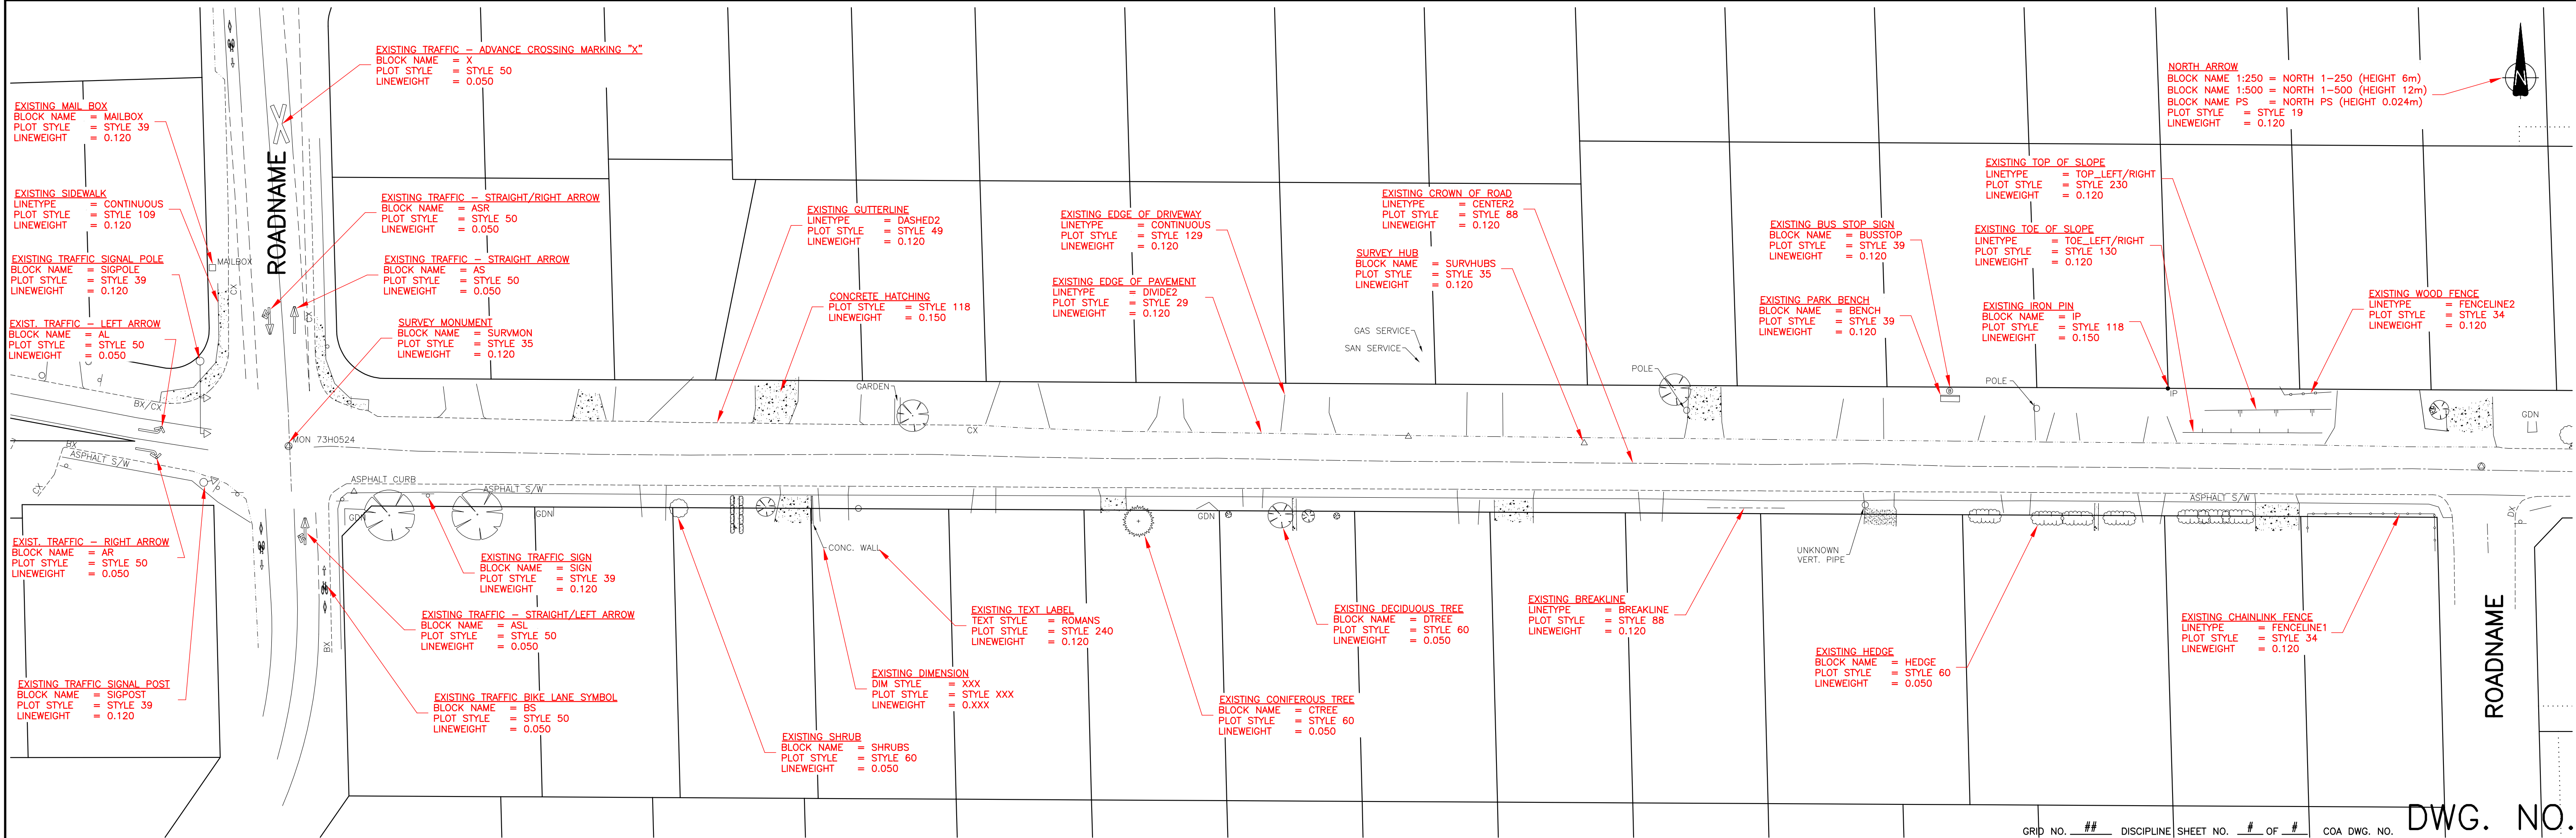 EXISTING TRAFFIC – ADVANCE CROSSING MARKING "X"
BLOCK NAME = X
PLOT STYLE = STYLE 50
LINEWEIGHT = 0.050
NORTH ARROW
BLOCK NAME 1:250 = NORTH 1-250 (HEIGHT 6m)
BLOCK NAME 1:500 = NORTH 1-500 (HEIGHT 12m)
BLOCK NAME PS = NORTH PS (HEIGHT 0.024m)
PLOT STYLE = STYLE 19
LINEWEIGHT = 0.120
N
EXISTING MAIL BOX
BLOCK NAME = MAILBOX
PLOT STYLE = STYLE 39
LINEWEIGHT = 0.120
ROADNAME
EXISTING SIDEWALK
LINETYPE = CONTINUOUS
PLOT STYLE = STYLE 109
LINEWEIGHT = 0.120
EXISTING TRAFFIC – STRAIGHT/RIGHT ARROW
BLOCK NAME = ASR
PLOT STYLE = STYLE 50
LINEWEIGHT = 0.050
EXISTING GUTTERLINE
LINETYPE = DASHED2
PLOT STYLE = STYLE 49
LINEWEIGHT = 0.120
EXISTING EDGE OF DRIVEWAY
LINETYPE = CONTINUOUS
PLOT STYLE = STYLE 129
LINEWEIGHT = 0.120
EXISTING CROWN OF ROAD
LINETYPE = CENTER2
PLOT STYLE = STYLE 88
LINEWEIGHT = 0.120
EXISTING TOP OF SLOPE
LINETYPE = TOP_LEFT/RIGHT
PLOT STYLE = STYLE 230
LINEWEIGHT = 0.120
EXISTING BUS STOP SIGN
BLOCK NAME = BUSSTOP
PLOT STYLE = STYLE 39
LINEWEIGHT = 0.120
EXISTING TOE OF SLOPE
LINETYPE = TOE_LEFT/RIGHT
PLOT STYLE = STYLE 130
LINEWEIGHT = 0.120
EXISTING TRAFFIC SIGNAL POLE
BLOCK NAME = SIGPOLE
PLOT STYLE = STYLE 39
LINEWEIGHT = 0.120
MAILBOX
CX
EXISTING TRAFFIC – STRAIGHT ARROW
BLOCK NAME = AS
PLOT STYLE = STYLE 50
LINEWEIGHT = 0.050
CX
CONCRETE HATCHING
PLOT STYLE = STYLE 118
LINEWEIGHT = 0.150
EXISTING EDGE OF PAVEMENT
LINETYPE = DIVIDE2
PLOT STYLE = STYLE 29
LINEWEIGHT = 0.120
SURVEY HUB
BLOCK NAME = SURVHUBS
PLOT STYLE = STYLE 35
LINEWEIGHT = 0.120
EXISTING PARK BENCH
BLOCK NAME = BENCH
PLOT STYLE = STYLE 39
LINEWEIGHT = 0.120
EXISTING IRON PIN
BLOCK NAME = IP
PLOT STYLE = STYLE 118
LINEWEIGHT = 0.150
EXISTING WOOD FENCE
LINETYPE = FENCELINE2
PLOT STYLE = STYLE 34
LINEWEIGHT = 0.120
EXIST. TRAFFIC – LEFT ARROW
BLOCK NAME = AL
PLOT STYLE = STYLE 50
LINEWEIGHT = 0.050
SURVEY MONUMENT
BLOCK NAME = SURVMON
PLOT STYLE = STYLE 35
LINEWEIGHT = 0.120
GAS SERVICE
SAN SERVICE
POLE
POLE
IP
GARDEN
GDN
BX/CX
CX
MON 73H0524
BX
ASPHALT S/W
CX
ASPHALT CURB
ASPHALT S/W
ASPHALT S/W
GDN
GDN
GDN
DX
EXIST. TRAFFIC – RIGHT ARROW
BLOCK NAME = AR
PLOT STYLE = STYLE 50
LINEWEIGHT = 0.050
EXISTING TRAFFIC SIGN
BLOCK NAME = SIGN
PLOT STYLE = STYLE 39
LINEWEIGHT = 0.120
CONC. WALL
UNKNOWN
VERT. PIPE
EXISTING TRAFFIC – STRAIGHT/LEFT ARROW
BLOCK NAME = ASL
PLOT STYLE = STYLE 50
LINEWEIGHT = 0.050
BX
EXISTING TEXT LABEL
TEXT STYLE = ROMANS
PLOT STYLE = STYLE 240
LINEWEIGHT = 0.120
EXISTING DECIDUOUS TREE
BLOCK NAME = DTREE
PLOT STYLE = STYLE 60
LINEWEIGHT = 0.050
EXISTING BREAKLINE
LINETYPE = BREAKLINE
PLOT STYLE = STYLE 88
LINEWEIGHT = 0.120
EXISTING CHAINLINK FENCE
LINETYPE = FENCELINE1
PLOT STYLE = STYLE 34
LINEWEIGHT = 0.120
ROADNAME
EXISTING HEDGE
BLOCK NAME = HEDGE
PLOT STYLE = STYLE 60
LINEWEIGHT = 0.050
EXISTING TRAFFIC SIGNAL POST
BLOCK NAME = SIGPOST
PLOT STYLE = STYLE 39
LINEWEIGHT = 0.120
EXISTING TRAFFIC BIKE LANE SYMBOL
BLOCK NAME = BS
PLOT STYLE = STYLE 50
LINEWEIGHT = 0.050
EXISTING DIMENSION
DIM STYLE = XXX
PLOT STYLE = STYLE XXX
LINEWEIGHT = 0.XXX
EXISTING CONIFEROUS TREE
BLOCK NAME = CTREE
PLOT STYLE = STYLE 60
LINEWEIGHT = 0.050
EXISTING SHRUB
BLOCK NAME = SHRUBS
PLOT STYLE = STYLE 60
LINEWEIGHT = 0.050
GRID NO. ## DISCIPLINE SHEET NO. # OF # COA DWG. NO. DWG. NO.